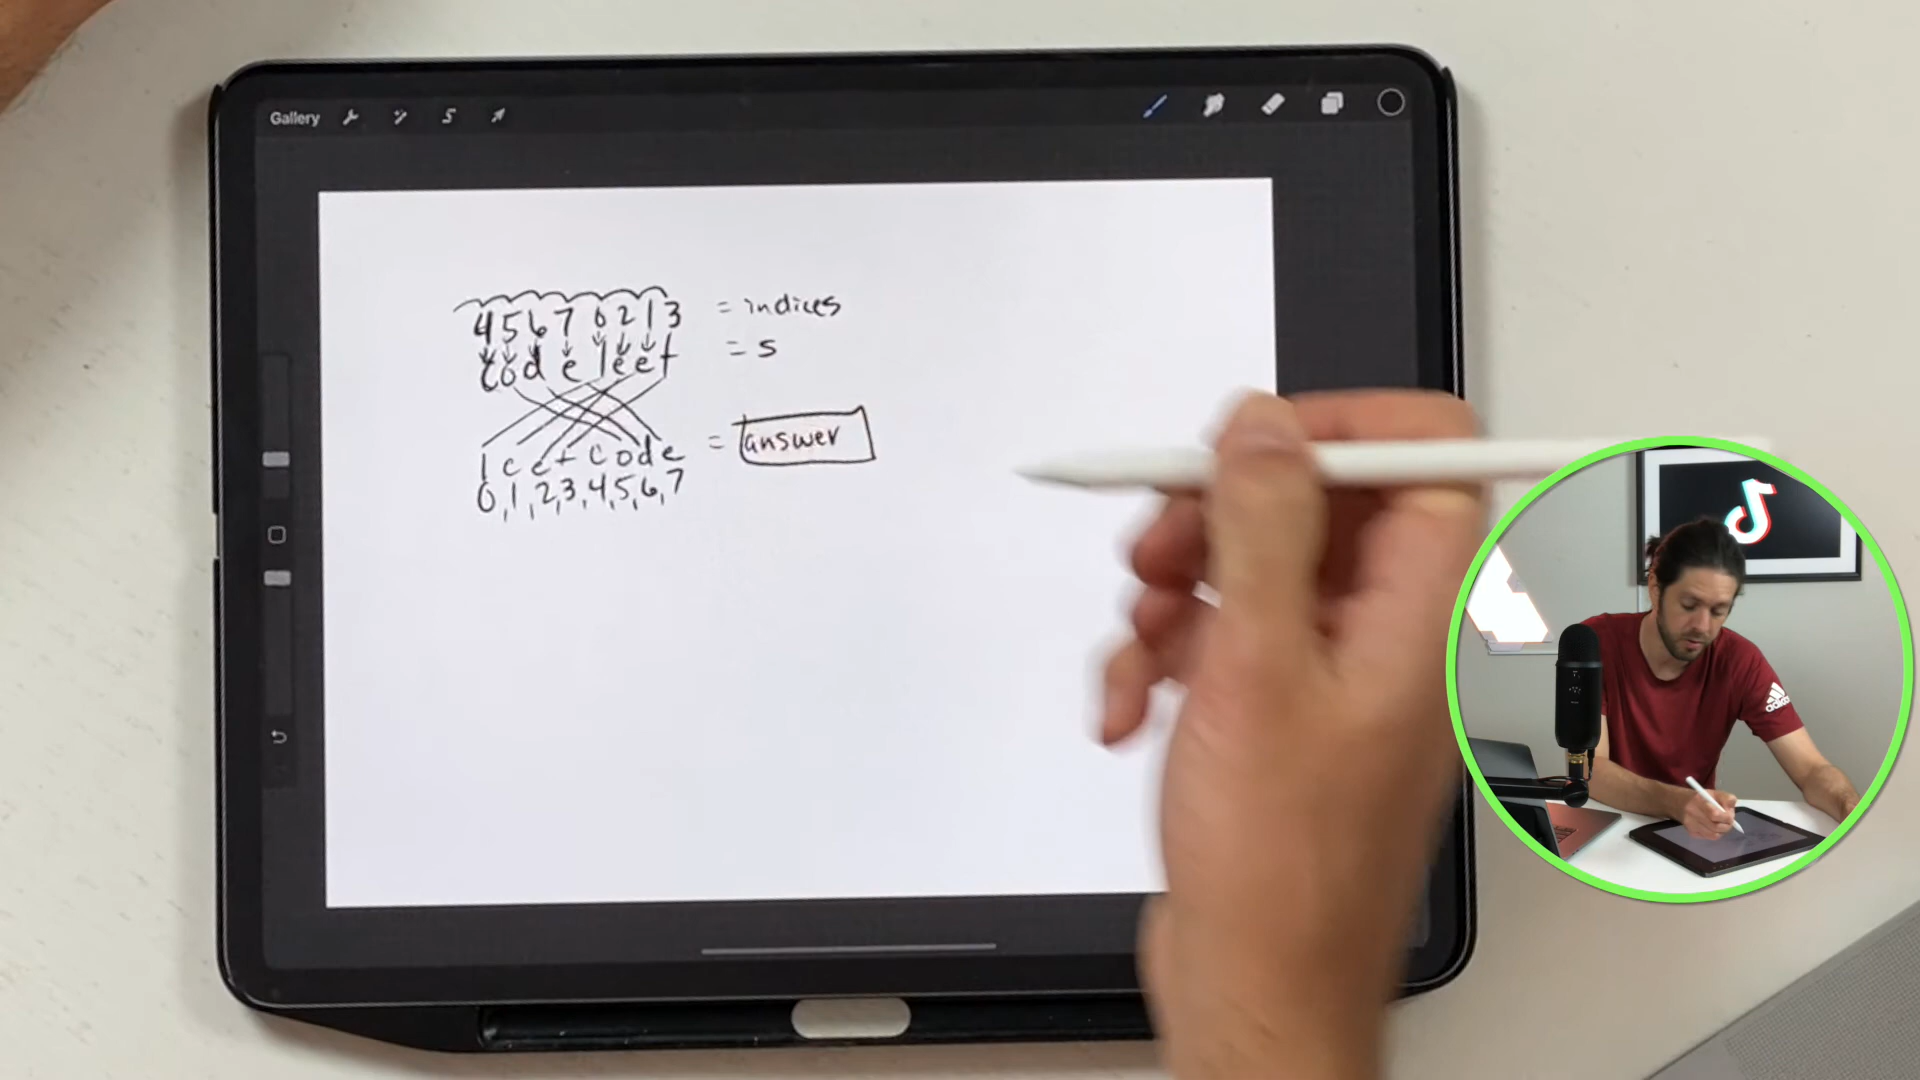 Gallery
4 5 6 7 0 2 1 3 = indices
c o d e l e e t = s
l e e t c o d e = answer
0, 1, 2, 3, 4, 5, 6, 7
adidas